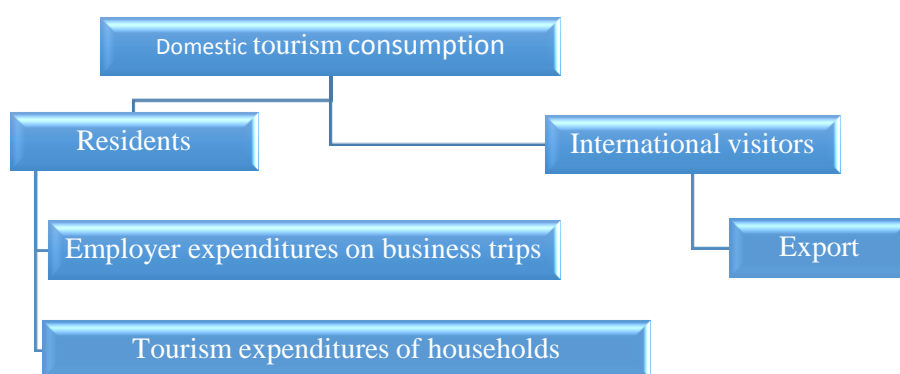 Domestic tourism consumption
Residents
International visitors
Employer expenditures on business trips
Export
Tourism expenditures of households